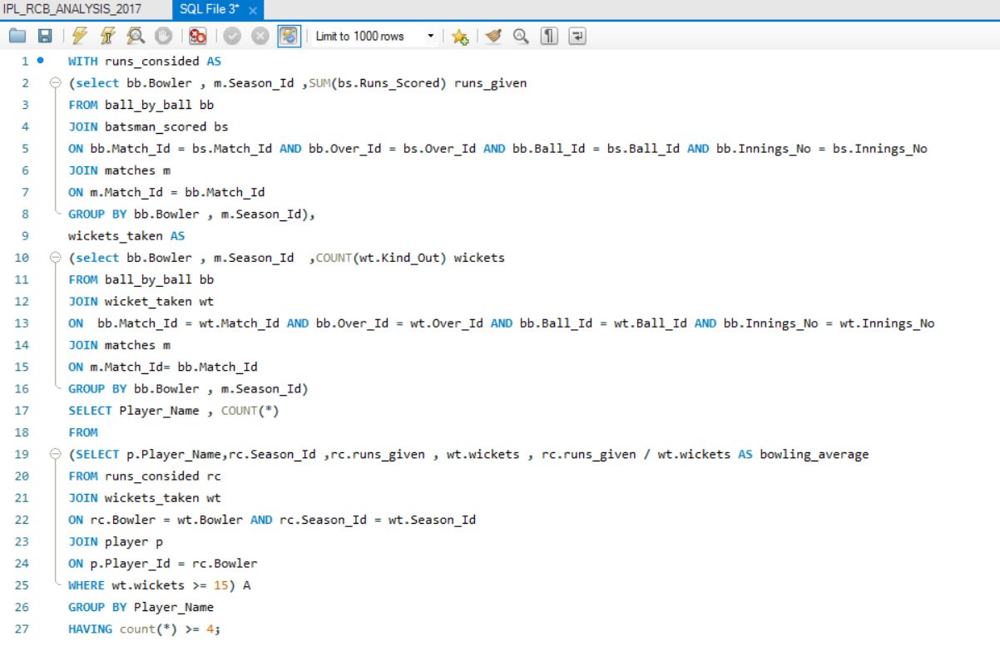 IPL_RCB_ANALYSIS_2017 SQL File 3* ×
Limit to 1000 rows
1 WITH runs_consided AS
2 (select bb.Bowler , m.Season_Id ,SUM(bs.Runs_Scored) runs_given
3 FROM ball_by_ball bb
4 JOIN batsman_scored bs
5 ON bb.Match_Id = bs.Match_Id AND bb.Over_Id = bs.Over_Id AND bb.Ball_Id = bs.Ball_Id AND bb.Innings_No = bs.Innings_No
6 JOIN matches m
7 ON m.Match_Id = bb.Match_Id
8 GROUP BY bb.Bowler , m.Season_Id),
9 wickets_taken AS
10 (select bb.Bowler , m.Season_Id  ,COUNT(wt.Kind_Out) wickets
11 FROM ball_by_ball bb
12 JOIN wicket_taken wt
13 ON  bb.Match_Id = wt.Match_Id AND bb.Over_Id = wt.Over_Id AND bb.Ball_Id = wt.Ball_Id AND bb.Innings_No = wt.Innings_No
14 JOIN matches m
15 ON m.Match_Id= bb.Match_Id
16 GROUP BY bb.Bowler , m.Season_Id)
17 SELECT Player_Name , COUNT(*)
18 FROM
19 (SELECT p.Player_Name,rc.Season_Id ,rc.runs_given , wt.wickets , rc.runs_given / wt.wickets AS bowling_average
20 FROM runs_consided rc
21 JOIN wickets_taken wt
22 ON rc.Bowler = wt.Bowler AND rc.Season_Id = wt.Season_Id
23 JOIN player p
24 ON p.Player_Id = rc.Bowler
25 WHERE wt.wickets >= 15) A
26 GROUP BY Player_Name
27 HAVING count(*) >= 4;